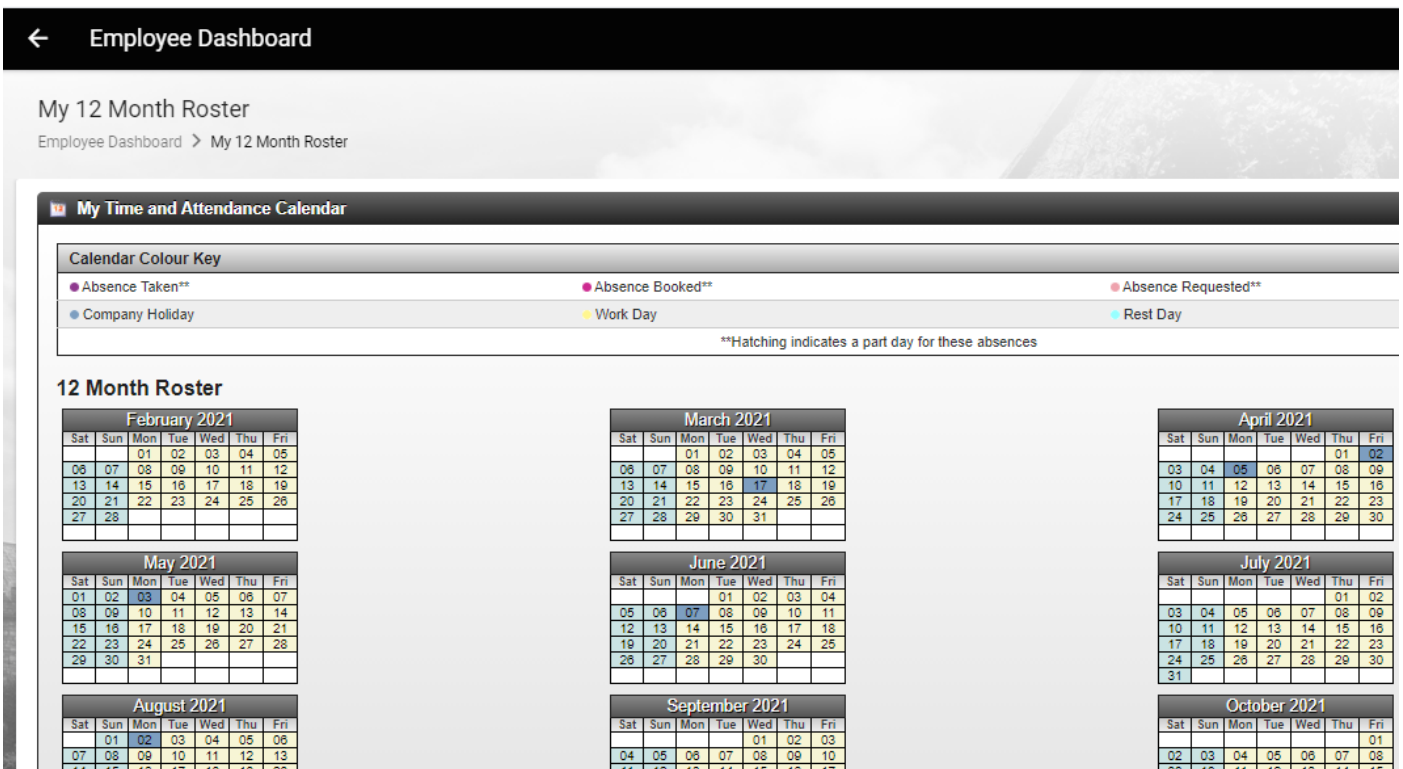 Employee Dashboard
My 12 Month Roster
Employee Dashboard > My 12 Month Roster
My Time and Attendance Calendar
Calendar Colour Key
Absence Taken** Absence Booked** Absence Requested**
Company Holiday Work Day Rest Day
**Hatching indicates a part day for these absences
12 Month Roster
February 2021 March 2021 April 2021
Sat Sun Mon Tue Wed Thu Fri Sat Sun Mon Tue Wed Thu Fri Sat Sun Mon Tue Wed Thu Fri
01 02 03 04 05 01 02 03 04 05 01 02
06 07 08 09 10 11 12 06 07 08 09 10 11 12 03 04 05 06 07 08 09
13 14 15 16 17 18 19 13 14 15 16 17 18 19 10 11 12 13 14 15 16
20 21 22 23 24 25 26 20 21 22 23 24 25 26 17 18 19 20 21 22 23
27 28 27 28 29 30 31 24 25 26 27 28 29 30
May 2021 June 2021 July 2021
Sat Sun Mon Tue Wed Thu Fri Sat Sun Mon Tue Wed Thu Fri Sat Sun Mon Tue Wed Thu Fri
01 02 03 04 05 06 07 01 02 03 04 01 02
08 09 10 11 12 13 14 05 06 07 08 09 10 11 03 04 05 06 07 08 09
15 16 17 18 19 20 21 12 13 14 15 16 17 18 10 11 12 13 14 15 16
22 23 24 25 26 27 28 19 20 21 22 23 24 25 17 18 19 20 21 22 23
29 30 31 26 27 28 29 30 24 25 26 27 28 29 30
31
August 2021 September 2021 October 2021
Sat Sun Mon Tue Wed Thu Fri Sat Sun Mon Tue Wed Thu Fri Sat Sun Mon Tue Wed Thu Fri
01 02 03 04 05 06 01 02 03 01
07 08 09 10 11 12 13 04 05 06 07 08 09 10 02 03 04 05 06 07 08